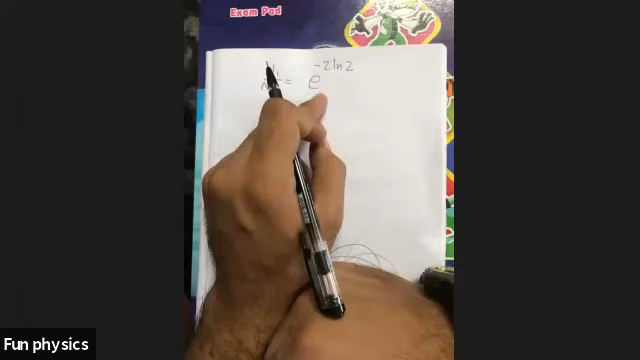 Exam Pad
= e^-2ln2
Fun physics